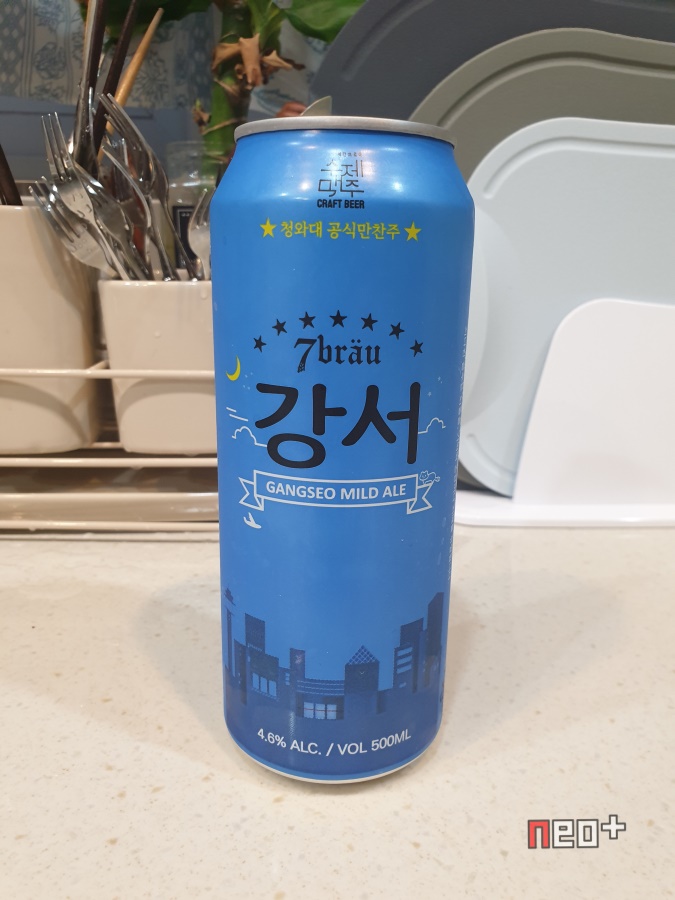 수제
맥주
CRAFT BEER
★ 청와대 공식만찬주 ★
7bräu
강서
GANGSEO MILD ALE
4.6% ALC. / VOL 500ML
neo+